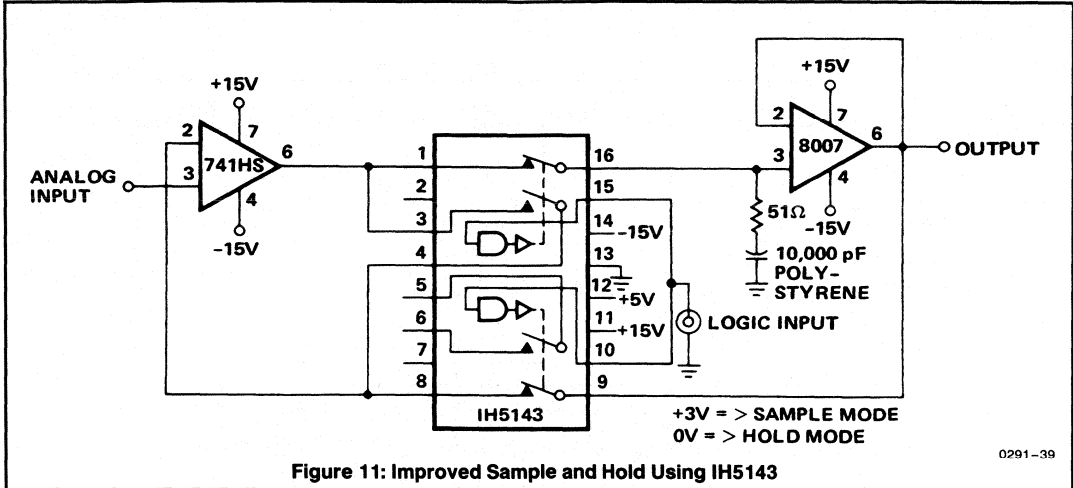 +15V
2
7
741HS
6
3
4
-15V
ANALOG
INPUT
1
2
3
4
5
6
7
8
16
15
14
-15V
13
12
+5V
11
+15V
10
9
IH5143
+15V
2
7
8007
6
3
4
-15V
OUTPUT
51Ω
10,000 pF
POLY-
STYRENE
LOGIC INPUT
+3V = > SAMPLE MODE
0V = > HOLD MODE
0291-39
Figure 11: Improved Sample and Hold Using IH5143